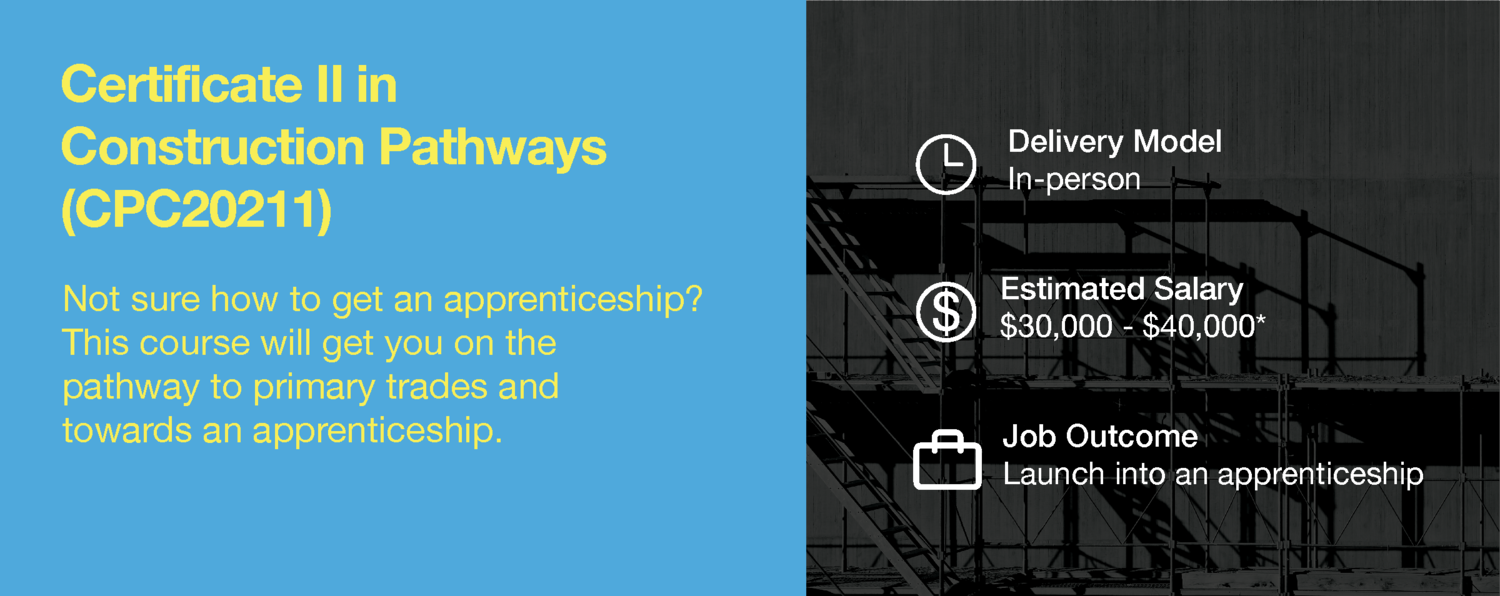 Certificate II in
Construction Pathways
(CPC20211)
Not sure how to get an apprenticeship?
This course will get you on the
pathway to primary trades and
towards an apprenticeship.
Delivery Model
In-person
$
Estimated Salary
$30,000 - $40,000*
Job Outcome
Launch into an apprenticeship